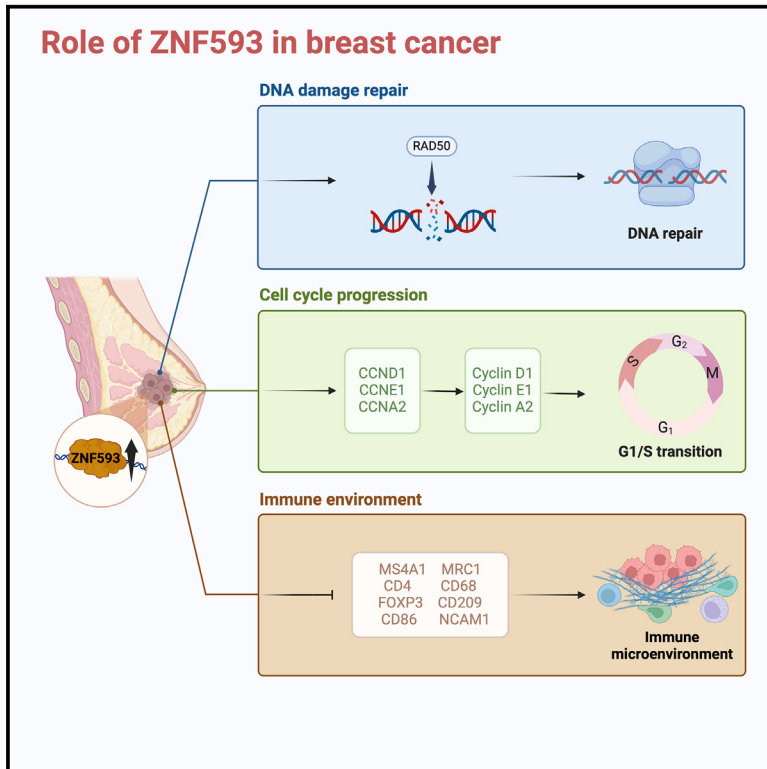 Role of ZNF593 in breast cancer
DNA damage repair
RAD50
DNA repair
Cell cycle progression
CCND1
CCNE1
CCNA2
Cyclin D1
Cyclin E1
Cyclin A2
S
G2
M
G1
G1/S transition
ZNF593
Immune environment
MS4A1 MRC1
CD4 CD68
FOXP3 CD209
CD86 NCAM1
Immune
microenvironment